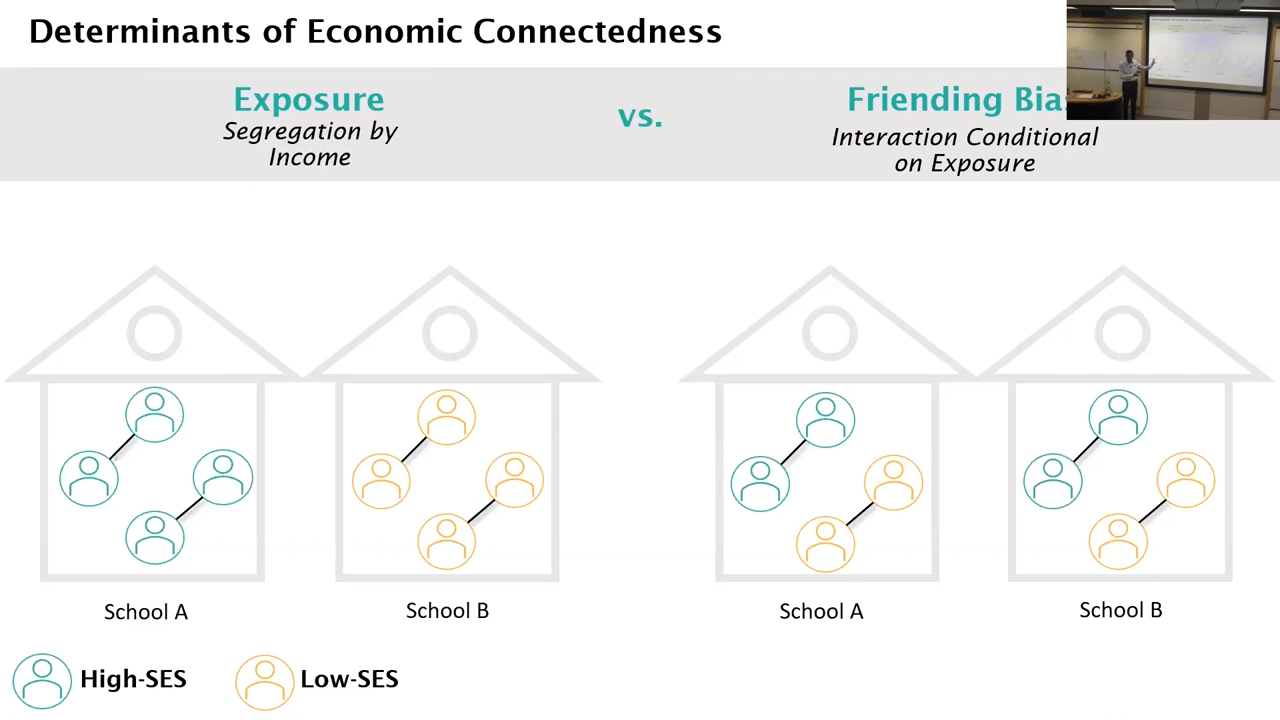 Determinants of Economic Connectedness
Exposure
Segregation by
Income
vs.
Friending Bias
Interaction Conditional
on Exposure
School A
School B
School A
School B
High-SES
Low-SES